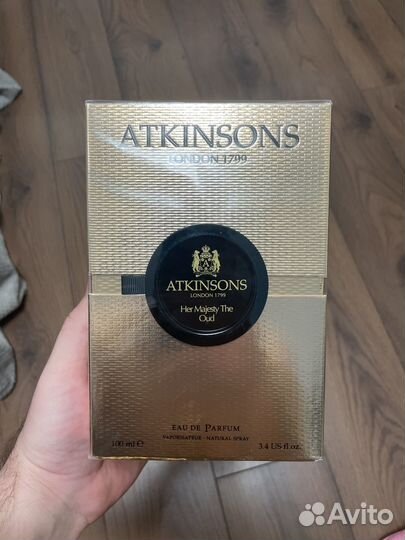 ATKINSONS
LONDON 1799
A
ATKINSONS
LONDON 1799
Her Majesty The
Oud
EAU DE PARFUM
VAPORISATEUR - NATURAL SPRAY
100 ml ℮
3.4 US fl oz.
Avito